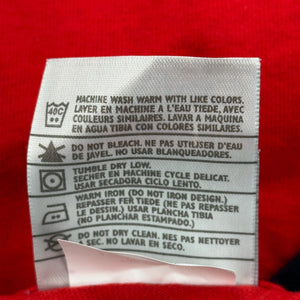 40C
MACHINE WASH WARM WITH LIKE COLORS.
LAVER EN MACHINE A L'EAU TIEDE, AVEC
COULEURS SIMILAIRES. LAVAR A MAQUINA
EN AGUA TIBIA CON COLORES SIMILARES.
DO NOT BLEACH. NE PAS UTILISER D'EAU
DE JAVEL. NO USAR BLANQUEADORES.
TUMBLE DRY LOW.
SECHER EN MACHINE CYCLE DELICAT.
USAR SECADORA CICLO LENTO.
WARM IRON (DO NOT IRON DESIGN.)
REPASSER FER TIEDE (NE PAS REPASSER
LE DESSIN.) USAR PLANCHA TIBIA
(NO PLANCHAR ESTAMPADO.)
DO NOT DRY CLEAN. NE PAS NETTOYER
A SEC. NO LAVAR EN SECO.